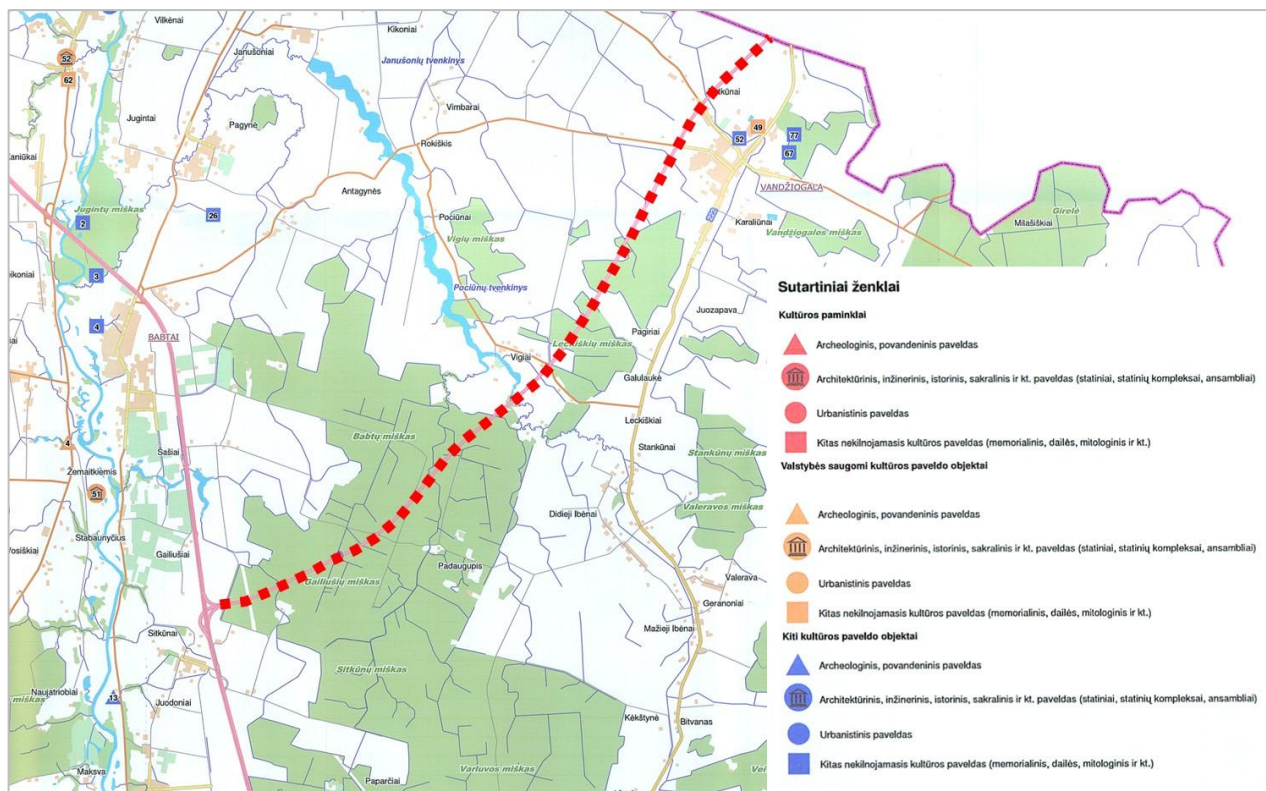 Vilkėnai
Kikoniai
Janušoniai
Janušonių tvenkinys
52
62
Vimbarai
Jugintai
Pagynė
49
52
77
67
Rokiškis
VANDŽIOGALA
Antagynės
Jugintų miškas
2
26
Pociūnai
Karaliūnai
Vandžiogalos miškas
Girelė
Milašiškiai
Vigių miškas
3
Pociūnų tvenkinys
4
BABTAI
Juozapava
Pagiriai
Leckiškių miškas
Vigiai
Galulaukė
Leckiškiai
Babtų miškas
Stankūnai
Stankūnų miškas
4
Šašiai
Žemaitkiemis
51
Valeravos miškas
Stabaunyčius
Didieji Ibėnai
Gailiušiai
Padaugupis
Gailiušių miškas
Valerava
Geranoniai
Mažieji Ibėnai
Sitkūnai
Sitkūnų miškas
Naujatriobiai
13
Juodoniai
miškas
Kėkštynė
Bitvanas
Maksva
Paparčiai
Varluvos miškas
Sutartiniai ženklai
Kultūros paminklai
Archeologinis, povandeninis paveldas
Architektūrinis, inžinerinis, istorinis, sakralinis ir kt. paveldas (statiniai, statinių kompleksai, ansambliai)
Urbanistinis paveldas
Kitas nekilnojamasis kultūros paveldas (memorialinis, dailės, mitologinis ir kt.)
Valstybės saugomi kultūros paveldo objektai
Archeologinis, povandeninis paveldas
Architektūrinis, inžinerinis, istorinis, sakralinis ir kt. paveldas (statiniai, statinių kompleksai, ansambliai)
Urbanistinis paveldas
Kitas nekilnojamasis kultūros paveldas (memorialinis, dailės, mitologinis ir kt.)
Kiti kultūros paveldo objektai
Archeologinis, povandeninis paveldas
Architektūrinis, inžinerinis, istorinis, sakralinis ir kt. paveldas (statiniai, statinių kompleksai, ansambliai)
Urbanistinis paveldas
Kitas nekilnojamasis kultūros paveldas (memorialinis, dailės, mitologinis ir kt.)